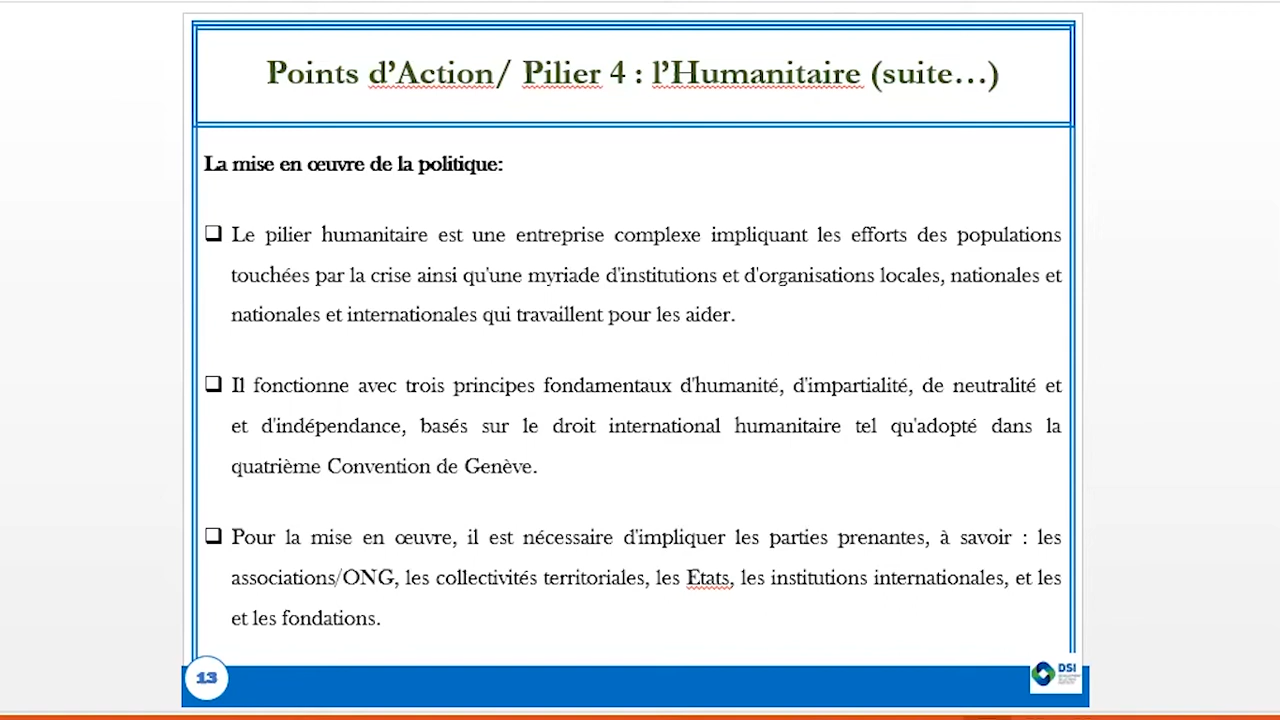 Points d’Action/ Pilier 4 : l’Humanitaire (suite…)
La mise en œuvre de la politique:
Le pilier humanitaire est une entreprise complexe impliquant les efforts des populations
touchées par la crise ainsi qu'une myriade d'institutions et d'organisations locales, nationales et
nationales et internationales qui travaillent pour les aider.
Il fonctionne avec trois principes fondamentaux d'humanité, d'impartialité, de neutralité et
et d'indépendance, basés sur le droit international humanitaire tel qu'adopté dans la
quatrième Convention de Genève.
Pour la mise en œuvre, il est nécessaire d'impliquer les parties prenantes, à savoir : les
associations/ONG, les collectivités territoriales, les Etats, les institutions internationales, et les
et les fondations.
13
DSI